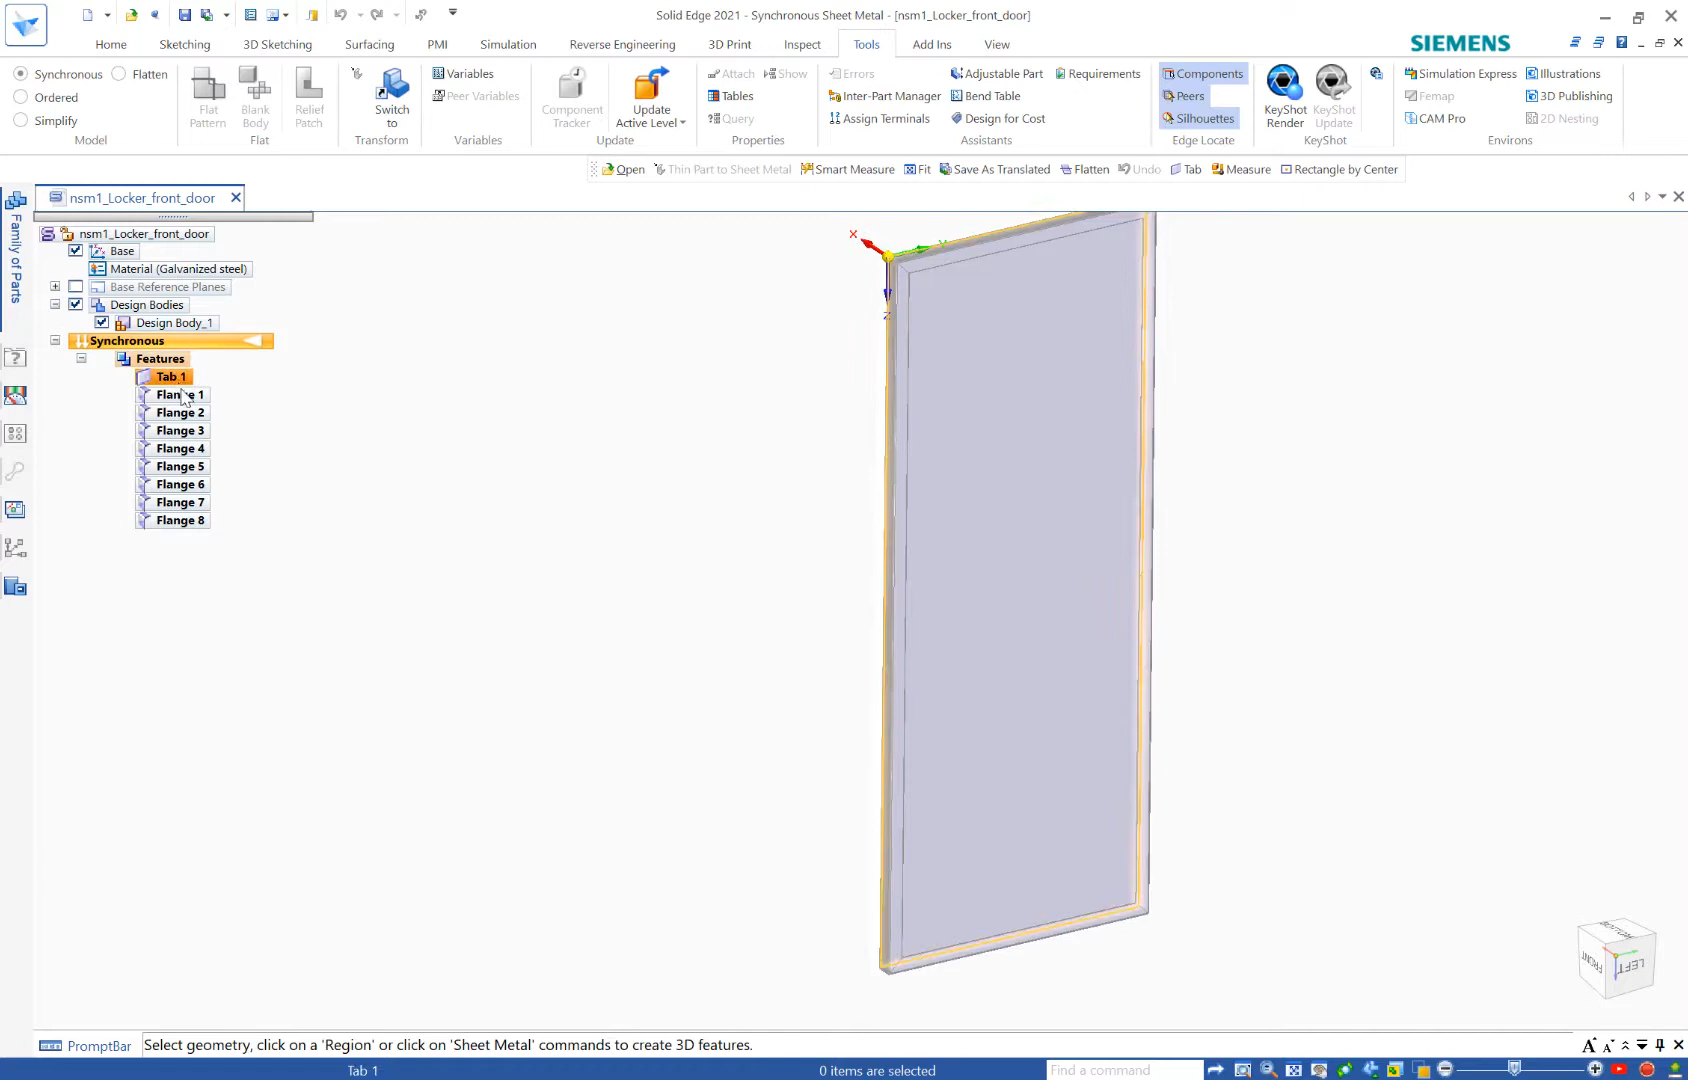 Solid Edge 2021 - Synchronous Sheet Metal - [nsm1_Locker_front_door]
Home Sketching 3D Sketching Surfacing PMI Simulation Reverse Engineering 3D Print Inspect Tools Add Ins View
SIEMENS
Synchronous Flatten
Ordered
Simplify
Model
Flat Pattern
Blank Body
Relief Patch
Flat
Switch to
Transform
Variables
Peer Variables
Variables
Component Tracker
Update Active Level
Update
Attach Show
Tables
Query
Properties
Errors
Inter-Part Manager
Assign Terminals
Adjustable Part
Bend Table
Design for Cost
Requirements
Assistants
Components
Peers
Silhouettes
Edge Locate
KeyShot Render
KeyShot Update
KeyShot
Simulation Express
Femap
CAM Pro
Illustrations
3D Publishing
2D Nesting
Environs
Open Thin Part to Sheet Metal Smart Measure Fit Save As Translated Flatten Undo Tab Measure Rectangle by Center
nsm1_Locker_front_door
Family of Parts
nsm1_Locker_front_door
Base
Material (Galvanized steel)
Base Reference Planes
Design Bodies
Design Body_1
Synchronous
Features
Tab 1
Flange 1
Flange 2
Flange 3
Flange 4
Flange 5
Flange 6
Flange 7
Flange 8
X
Y
Z
BOTTOM
FRONT
LEFT
PromptBar Select geometry, click on a 'Region' or click on 'Sheet Metal' commands to create 3D features.
Tab 1 0 items are selected Find a command